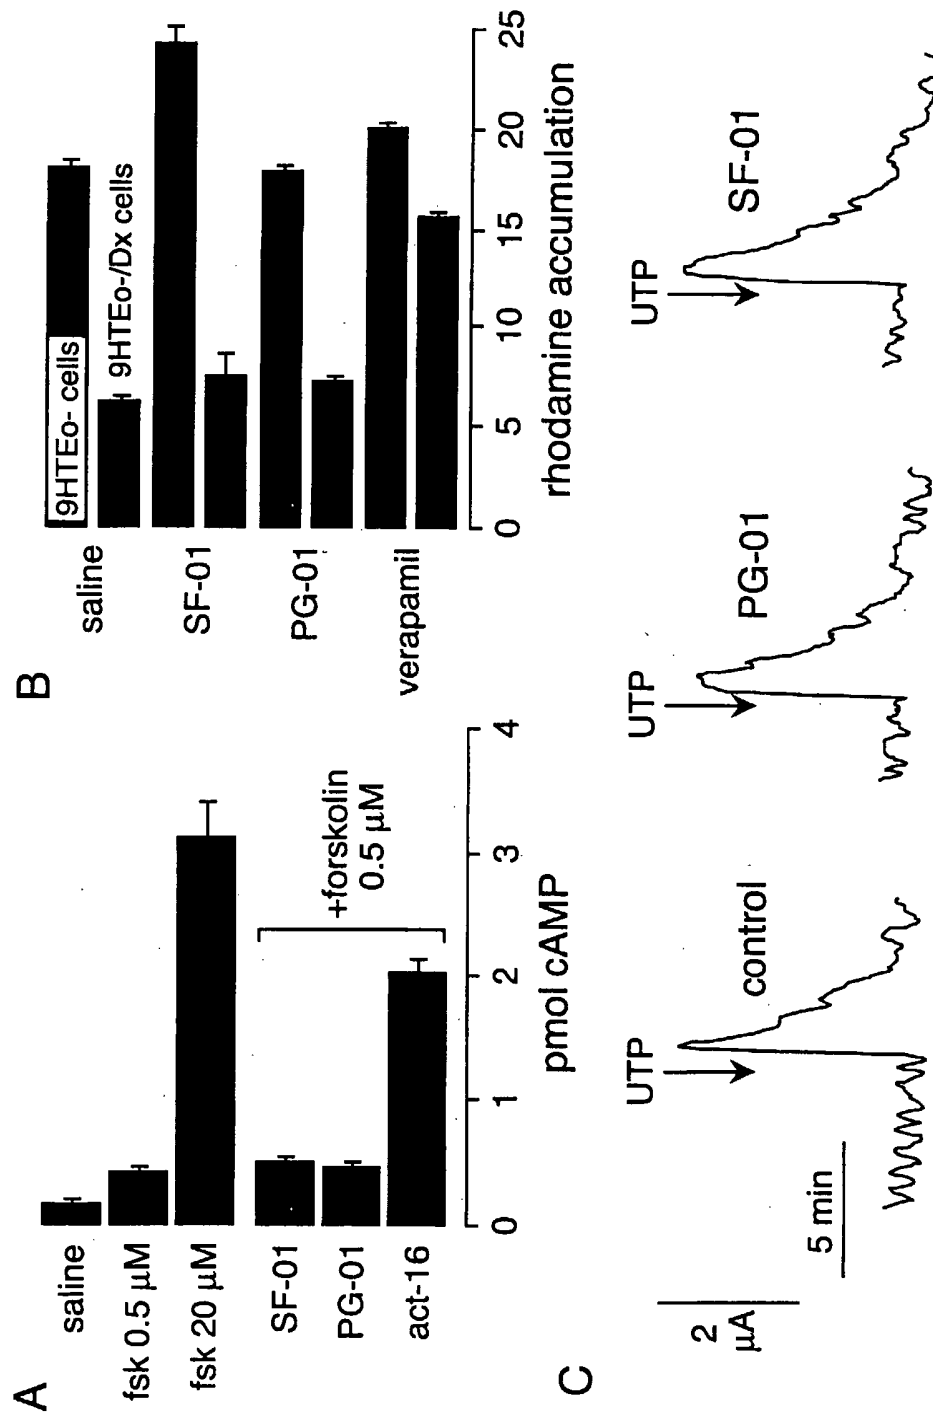 A
saline
fsk 0.5 µM
fsk 20 µM
SF-01
PG-01
act-16
+forskolin
0.5 µM
0 1 2 3 4
pmol cAMP
B
saline
SF-01
PG-01
verapamil
9HTEo- cells
9HTEo-/Dx cells
0 5 10 15 20 25
rhodamine accumulation
C
2
µA
5 min
UTP
control
UTP
PG-01
UTP
SF-01